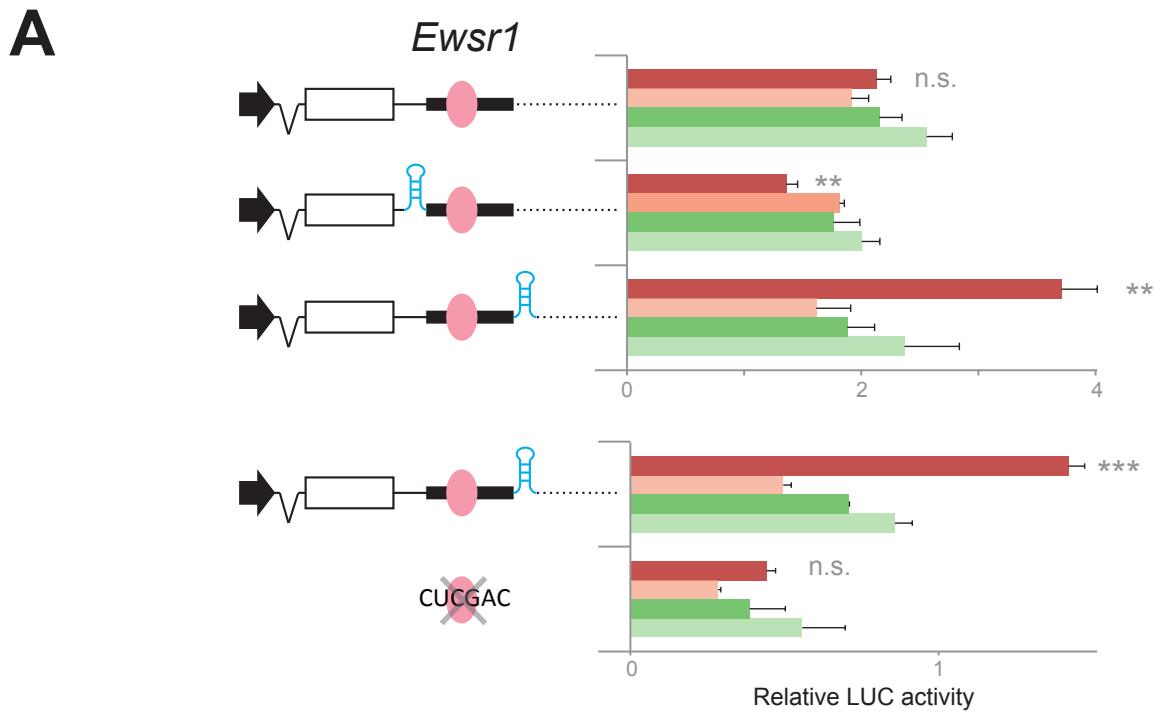 A
Ewsr1
n.s.
**
**
0 2 4
***
n.s.
CUCGAC
0 1
Relative LUC activity